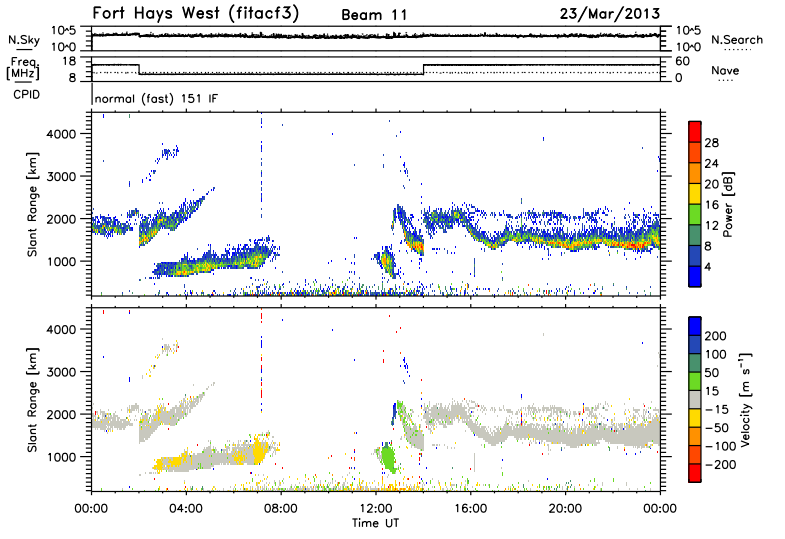 Fort Hays West (fitacf3) Beam 11 23/Mar/2013
N.Sky 10^5 10^0 10^5 10^0 N.Search
Freq. [MHz] 18 8 60 0 Nave
CPID normal (fast) 151 IF
Slant Range [km]
4000
3000
2000
1000
28
24
20
16
12
8
4
Power [dB]
Slant Range [km]
4000
3000
2000
1000
200
100
50
15
−15
−50
−100
−200
Velocity [m s⁻¹]
00:00 04:00 08:00 12:00 16:00 20:00 00:00
Time UT